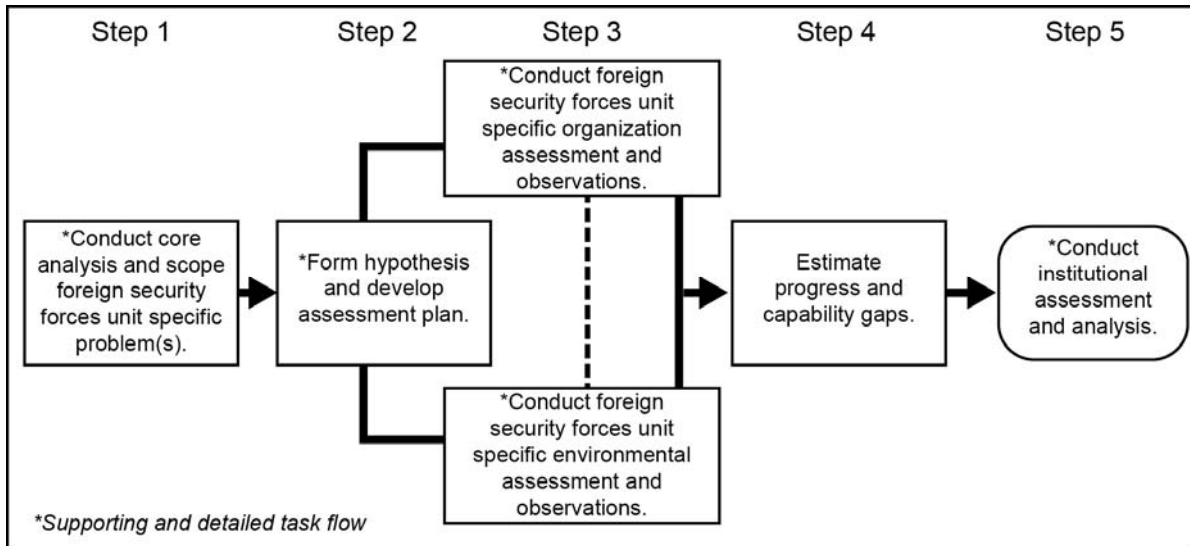 Step 1
Step 2
Step 3
Step 4
Step 5
*Conduct core
analysis and scope
foreign security
forces unit specific
problem(s).
*Form hypothesis
and develop
assessment plan.
*Conduct foreign
security forces unit
specific organization
assessment and
observations.
*Conduct foreign
security forces unit
specific environmental
assessment and
observations.
Estimate
progress and
capability gaps.
*Conduct
institutional
assessment
and analysis.
*Supporting and detailed task flow